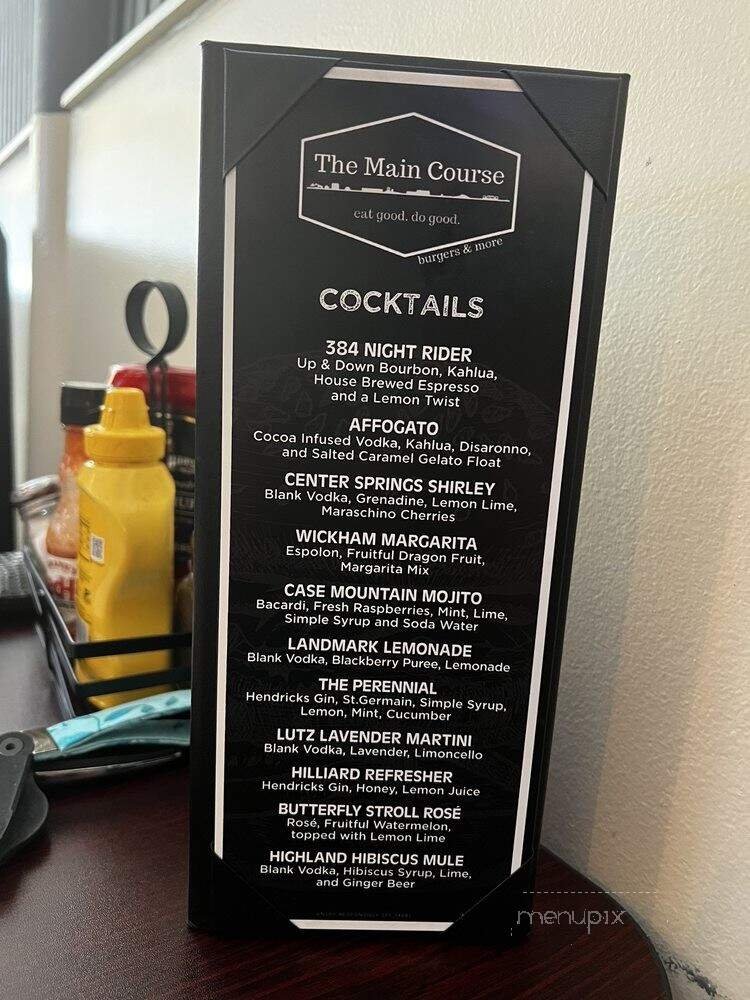 The Main Course
eat good. do good.
burgers & more
COCKTAILS
384 NIGHT RIDER
Up & Down Bourbon, Kahlua,
House Brewed Espresso
and a Lemon Twist
AFFOGATO
Cocoa Infused Vodka, Kahlua, Disaronno,
and Salted Caramel Gelato Float
CENTER SPRINGS SHIRLEY
Blank Vodka, Grenadine, Lemon Lime,
Maraschino Cherries
WICKHAM MARGARITA
Espolon, Fruitful Dragon Fruit,
Margarita Mix
CASE MOUNTAIN MOJITO
Bacardi, Fresh Raspberries, Mint, Lime,
Simple Syrup and Soda Water
LANDMARK LEMONADE
Blank Vodka, Blackberry Puree, Lemonade
THE PERENNIAL
Hendricks Gin, St.Germain, Simple Syrup,
Lemon, Mint, Cucumber
LUTZ LAVENDER MARTINI
Blank Vodka, Lavender, Limoncello
HILLIARD REFRESHER
Hendricks Gin, Honey, Lemon Juice
BUTTERFLY STROLL ROSÉ
Rosé, Fruitful Watermelon,
topped with Lemon Lime
HIGHLAND HIBISCUS MULE
Blank Vodka, Hibiscus Syrup, Lime,
and Ginger Beer
menupix